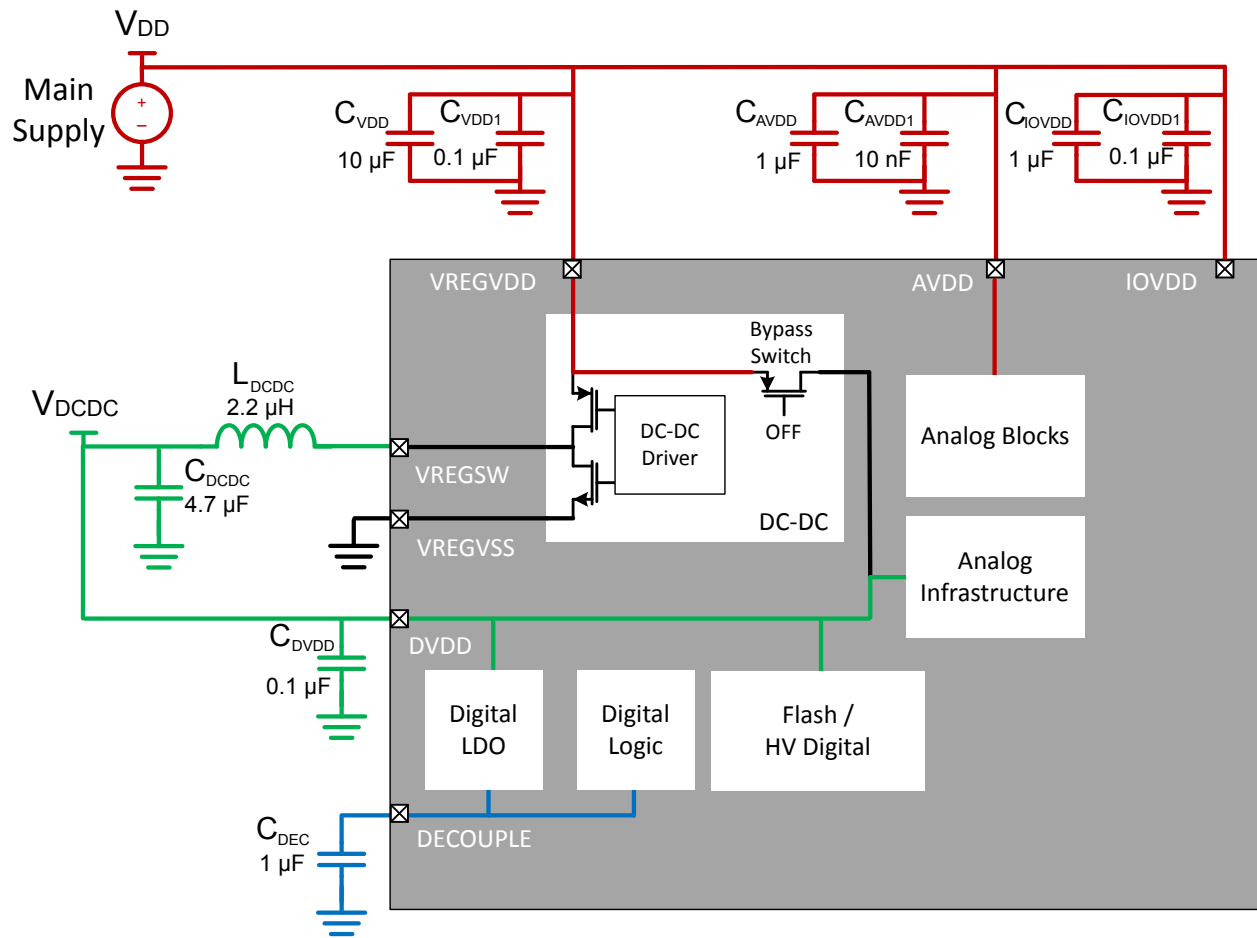 VDD
Main
Supply
+
−
CVDD
10 µF
CVDD1
0.1 µF
CAVDD
1 µF
CAVDD1
10 nF
CIOVDD
1 µF
CIOVDD1
0.1 µF
VREGVDD
AVDD
IOVDD
Bypass
Switch
OFF
DC-DC
Driver
DC-DC
VDCDC
LDCDC
2.2 µH
CDCDC
4.7 µF
VREGSW
VREGVSS
Analog Blocks
Analog
Infrastructure
CDVDD
0.1 µF
DVDD
Digital
LDO
Digital
Logic
Flash /
HV Digital
CDEC
1 µF
DECOUPLE